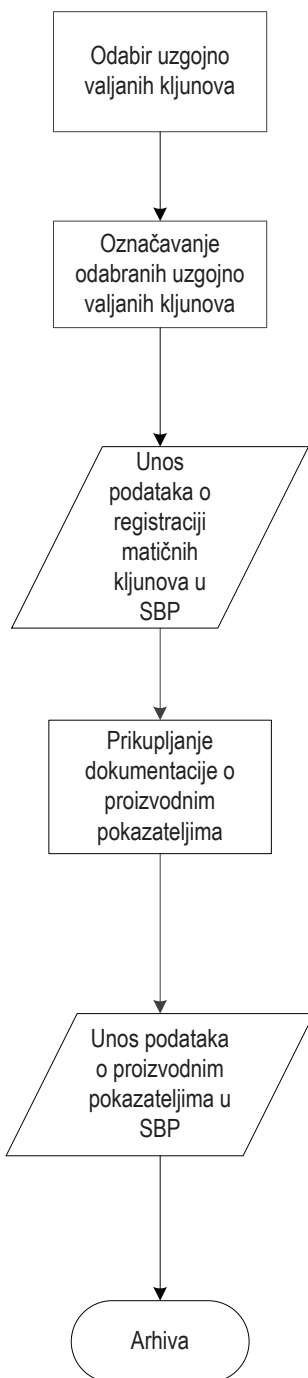 Odabir uzgojno
valjanih kljunova
Označavanje
odabranih uzgojno
valjanih kljunova
Unos
podataka o
registraciji
matičnih
kljunova u
SBP
Prikupljanje
dokumentacije o
proizvodnim
pokazateljima
Unos podataka
o proizvodnim
pokazateljima u
SBP
Arhiva